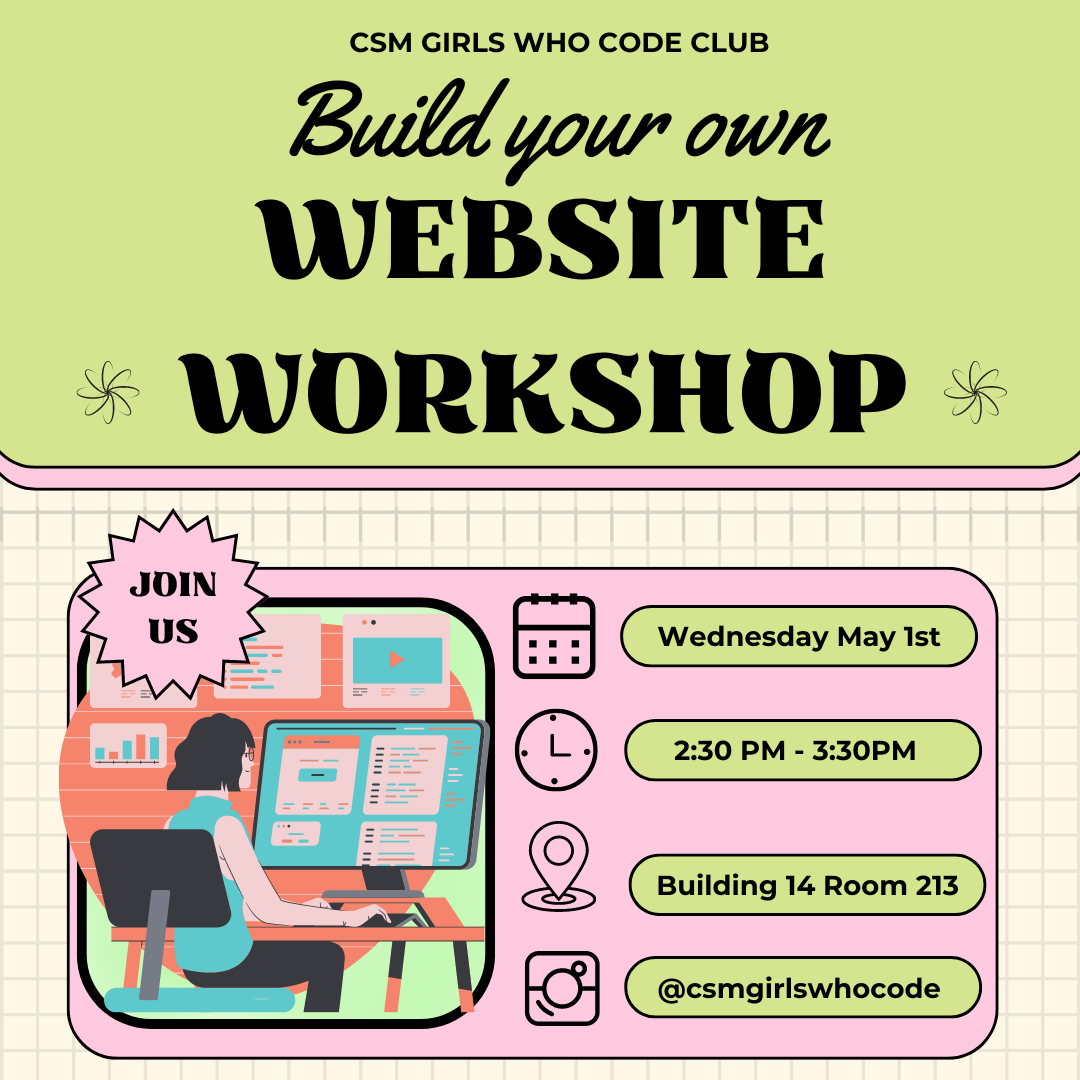 CSM GIRLS WHO CODE CLUB
Build your own
WEBSITE
WORKSHOP
JOIN
US
Wednesday May 1st
2:30 PM - 3:30PM
Building 14 Room 213
@csmgirlswhocode